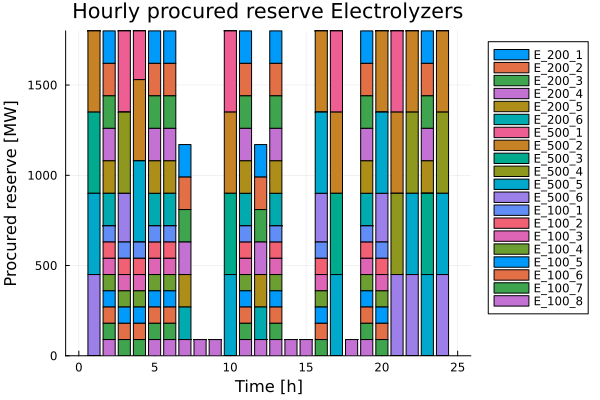 Hourly procured reserve Electrolyzers
Procured reserve [MW]
1500
1000
500
0
0 5 10 15 20 25
Time [h]
E_200_1
E_200_2
E_200_3
E_200_4
E_200_5
E_200_6
E_500_1
E_500_2
E_500_3
E_500_4
E_500_5
E_500_6
E_100_1
E_100_2
E_100_3
E_100_4
E_100_5
E_100_6
E_100_7
E_100_8